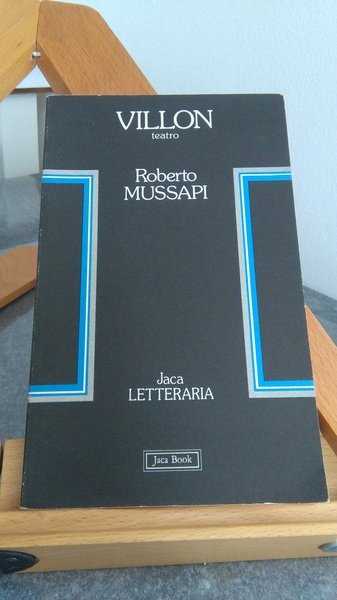 VILLON
teatro
Roberto
MUSSAPI
Jaca
LETTERARIA
Jaca Book